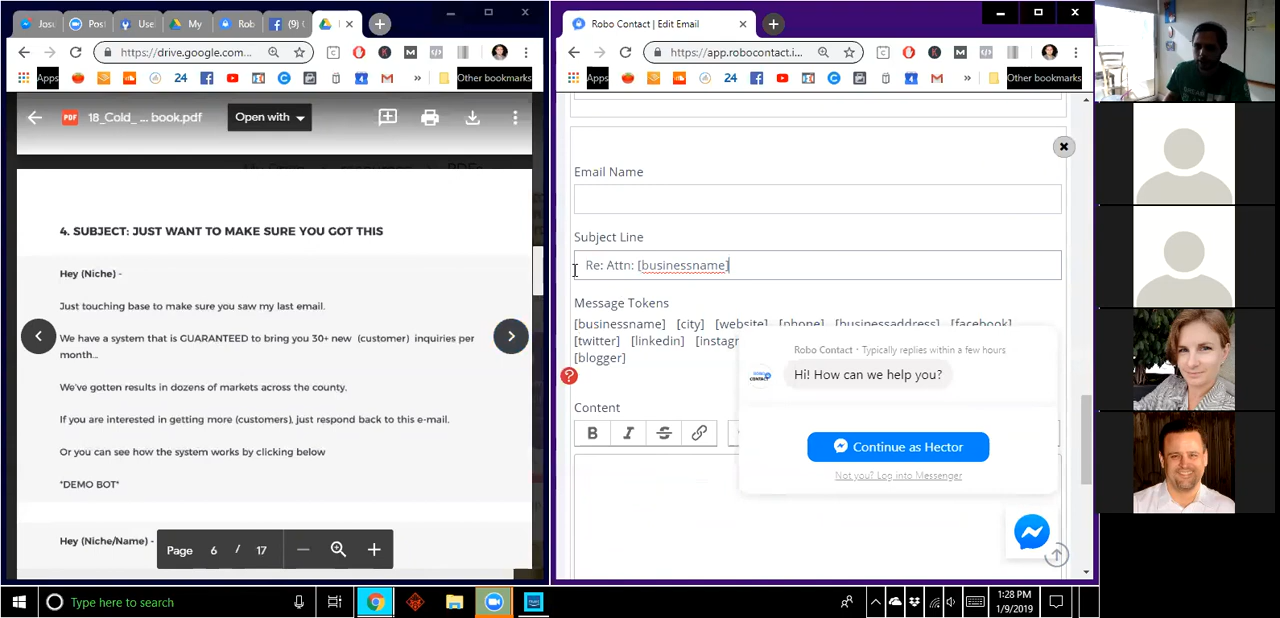 Jose
Post
Use
My
Rob
(9)
https://drive.google.com...
Apps
24
Other bookmarks
18_Cold_ ... book.pdf
Open with
4. SUBJECT: JUST WANT TO MAKE SURE YOU GOT THIS
Hey (Niche) -
Just touching base to make sure you saw my last email.
We have a system that is GUARANTEED to bring you 30+ new (customer) inquiries per
month...
We've gotten results in dozens of markets across the county.
If you are interested in getting more (customers), just respond back to this e-mail.
Or you can see how the system works by clicking below
*DEMO BOT*
Hey (Niche/Name) -
Page 6 / 17
Robo Contact | Edit Email
https://app.robocontact.i...
Apps
24
Other bookmarks
Email Name
Subject Line
Re: Attn: [businessname]
Message Tokens
[businessname] [city] [website] [phone] [businessaddress] [facebook]
[twitter] [linkedin]
[blogger]
Content
Robo Contact • Typically replies within a few hours
Hi! How can we help you?
Continue as Hector
Not you? Log into Messenger
Type here to search
1:28 PM
1/9/2019